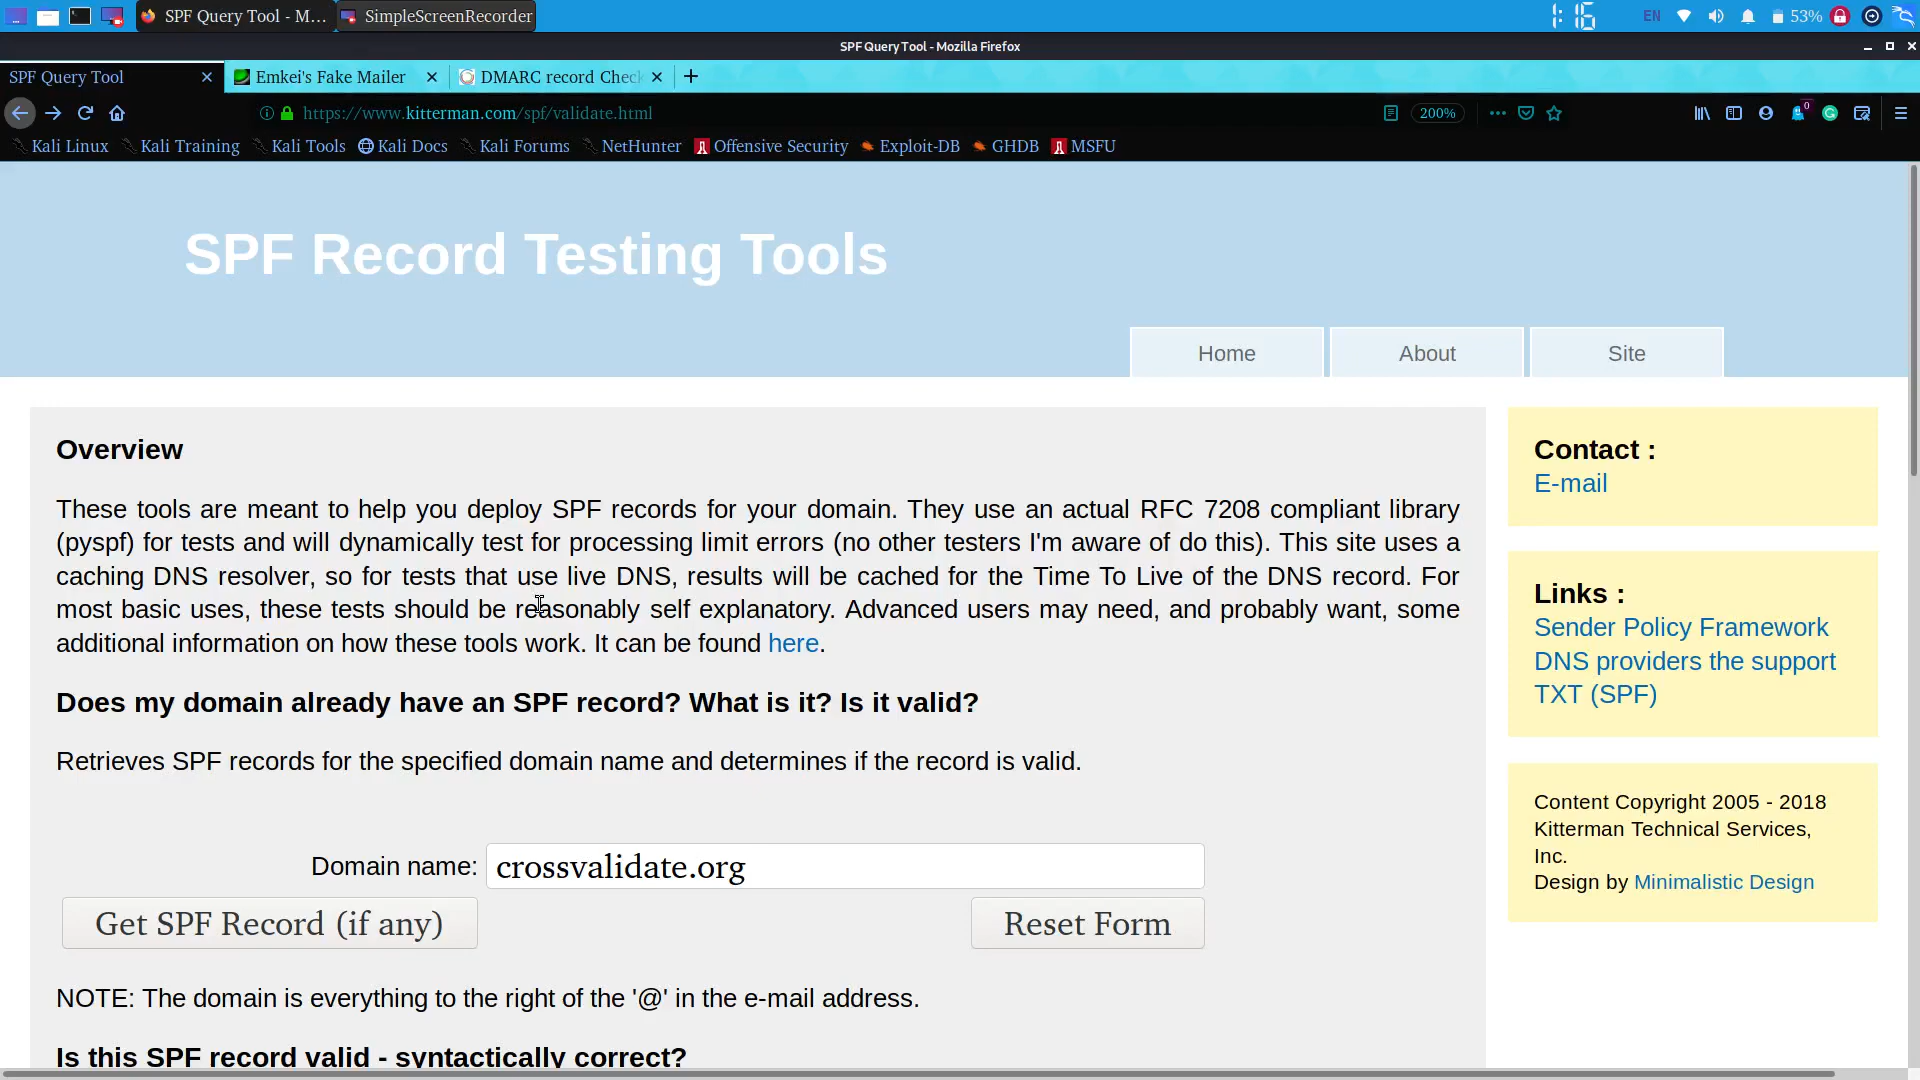 SPF Query Tool - M... SimpleScreenRecorder 1:16 EN 53%
SPF Query Tool - Mozilla Firefox
SPF Query Tool Emkei's Fake Mailer DMARC record Chec
https://www.kitterman.com/spf/validate.html 200% 0
Kali Linux Kali Training Kali Tools Kali Docs Kali Forums NetHunter Offensive Security Exploit-DB GHDB MSFU
SPF Record Testing Tools
Home About Site
Overview
These tools are meant to help you deploy SPF records for your domain. They use an actual RFC 7208 compliant library
(pyspf) for tests and will dynamically test for processing limit errors (no other testers I'm aware of do this). This site uses a
caching DNS resolver, so for tests that use live DNS, results will be cached for the Time To Live of the DNS record. For
most basic uses, these tests should be reasonably self explanatory. Advanced users may need, and probably want, some
additional information on how these tools work. It can be found here.
Does my domain already have an SPF record? What is it? Is it valid?
Retrieves SPF records for the specified domain name and determines if the record is valid.
Domain name: crossvalidate.org
Get SPF Record (if any) Reset Form
NOTE: The domain is everything to the right of the '@' in the e-mail address.
Is this SPF record valid - syntactically correct?
Contact :
E-mail
Links :
Sender Policy Framework
DNS providers the support
TXT (SPF)
Content Copyright 2005 - 2018
Kitterman Technical Services,
Inc.
Design by Minimalistic Design